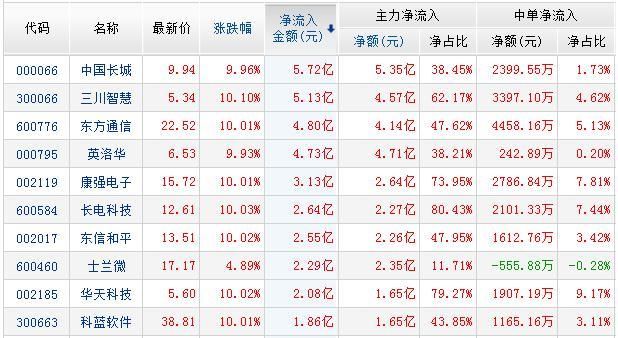 代码 名称 最新价 涨跌幅 净流入金额(元) 主力净流入 中单净流入
净额(元) 净占比 净额(元) 净占比
000066 中国长城 9.94 9.96% 5.72亿 5.35亿 38.45% 2399.55万 1.73%
300066 三川智慧 5.34 10.10% 5.13亿 4.57亿 62.17% 3397.10万 4.62%
600776 东方通信 22.52 10.01% 4.80亿 4.14亿 47.62% 4458.16万 5.13%
000795 英洛华 6.53 9.93% 4.73亿 4.71亿 38.21% 242.89万 0.20%
002119 康强电子 15.72 10.01% 3.13亿 2.64亿 73.95% 2786.84万 7.81%
600584 长电科技 12.61 10.03% 2.64亿 2.27亿 80.43% 2101.33万 7.44%
002017 东信和平 13.51 10.02% 2.55亿 2.26亿 47.95% 1612.76万 3.42%
600460 士兰微 17.17 4.89% 2.29亿 2.35亿 11.71% -555.88万 -0.28%
002185 华天科技 5.60 10.02% 2.08亿 1.65亿 79.27% 1907.19万 9.17%
300663 科蓝软件 38.81 10.01% 1.86亿 1.65亿 43.85% 1165.16万 3.11%